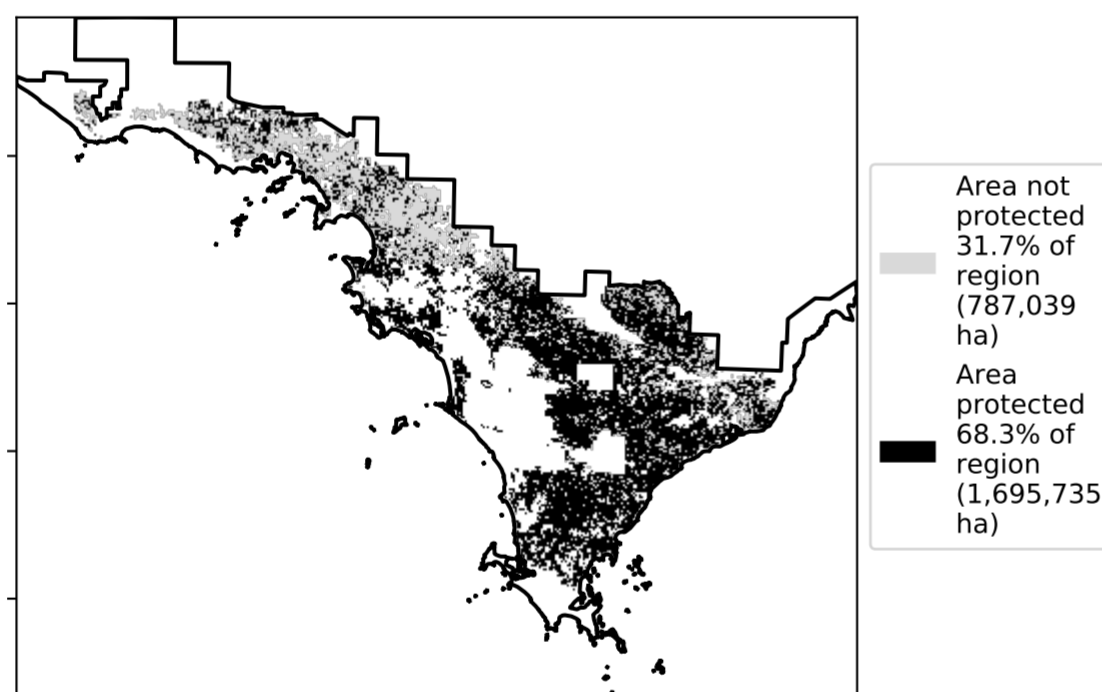 Area not
protected
31.7% of
region
(787,039
ha)
Area
protected
68.3% of
region
(1,695,735
ha)